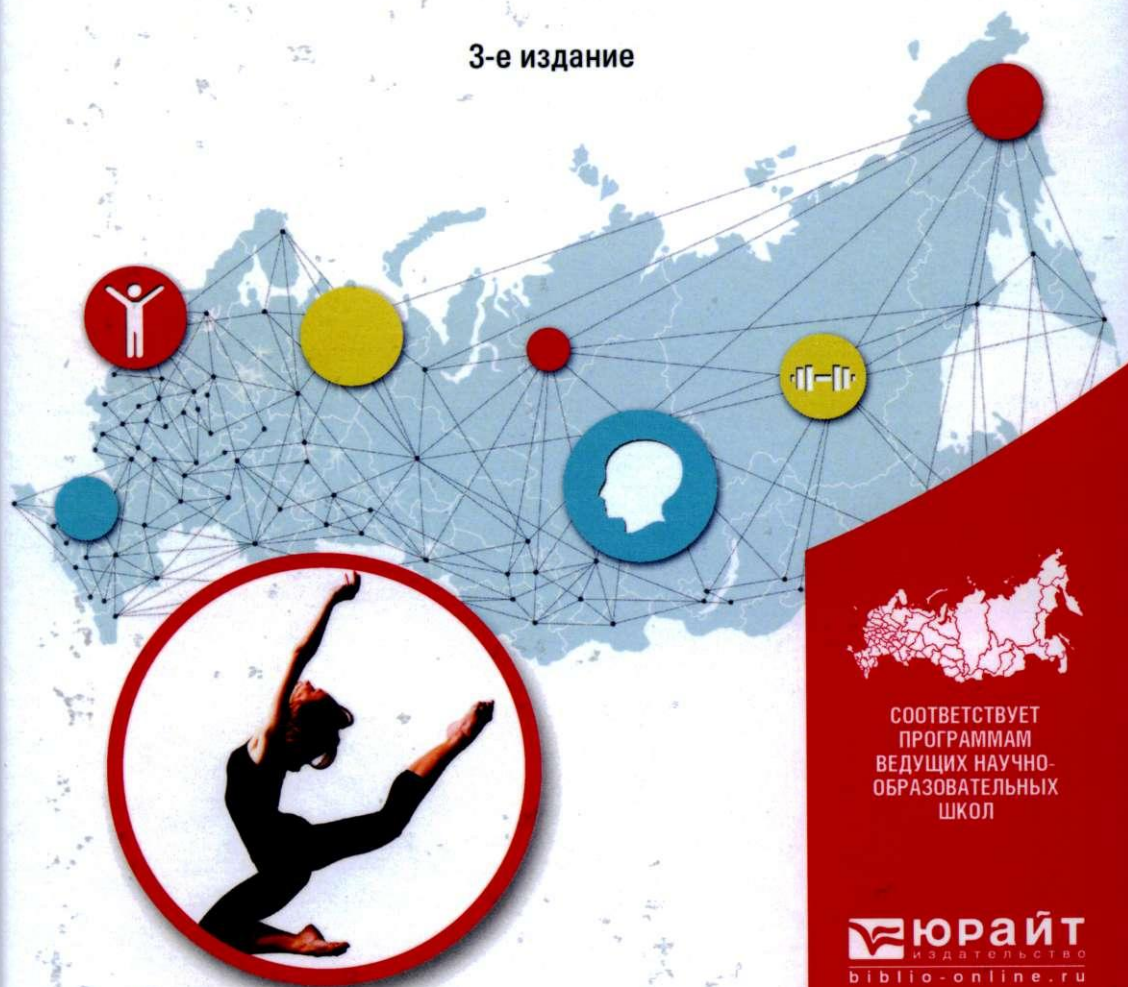 3-е издание
СООТВЕТСТВУЕТ
ПРОГРАММАМ
ВЕДУЩИХ НАУЧНО-
ОБРАЗОВАТЕЛЬНЫХ
ШКОЛ
юрайт
издательство
biblio-online.ru